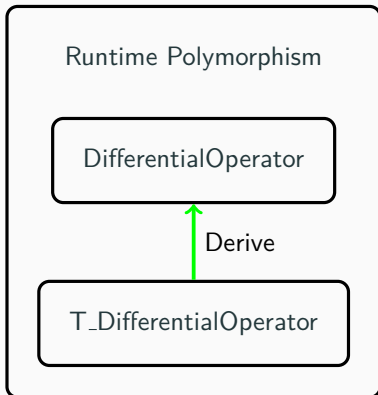 Runtime Polymorphism
DifferentialOperator
Derive
T_DifferentialOperator